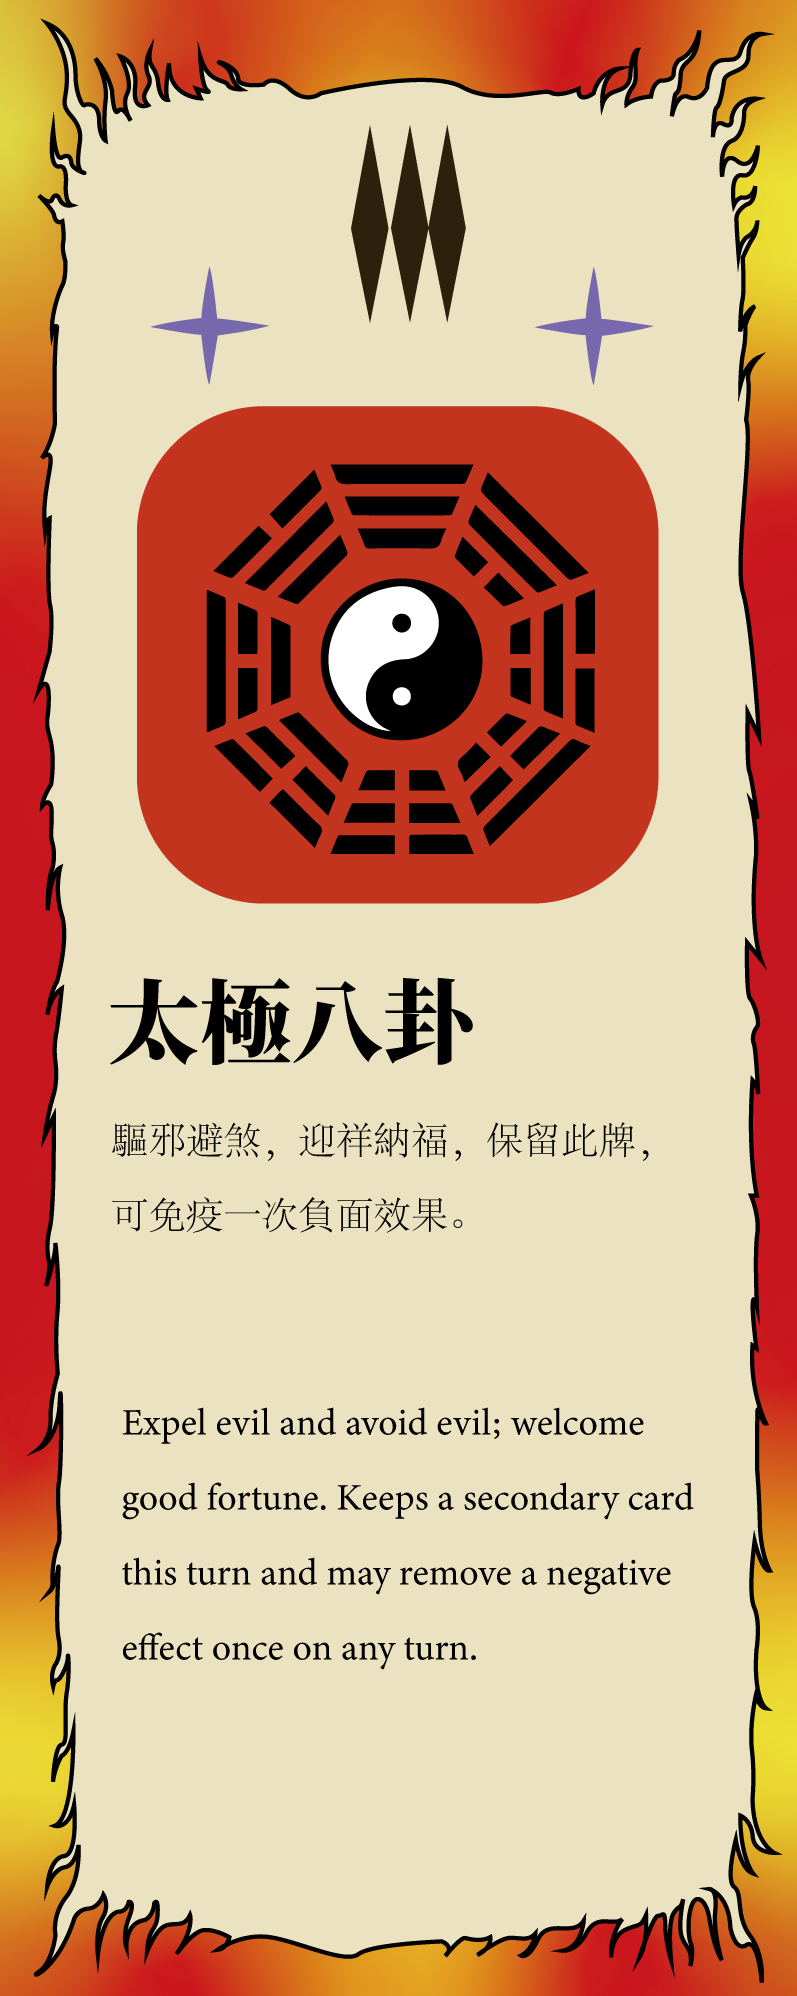 太極八卦
驅邪避煞，迎祥納福，保留此牌，
可免疫一次負面效果。
Expel evil and avoid evil; welcome
good fortune. Keeps a secondary card
this turn and may remove a negative
effect once on any turn.